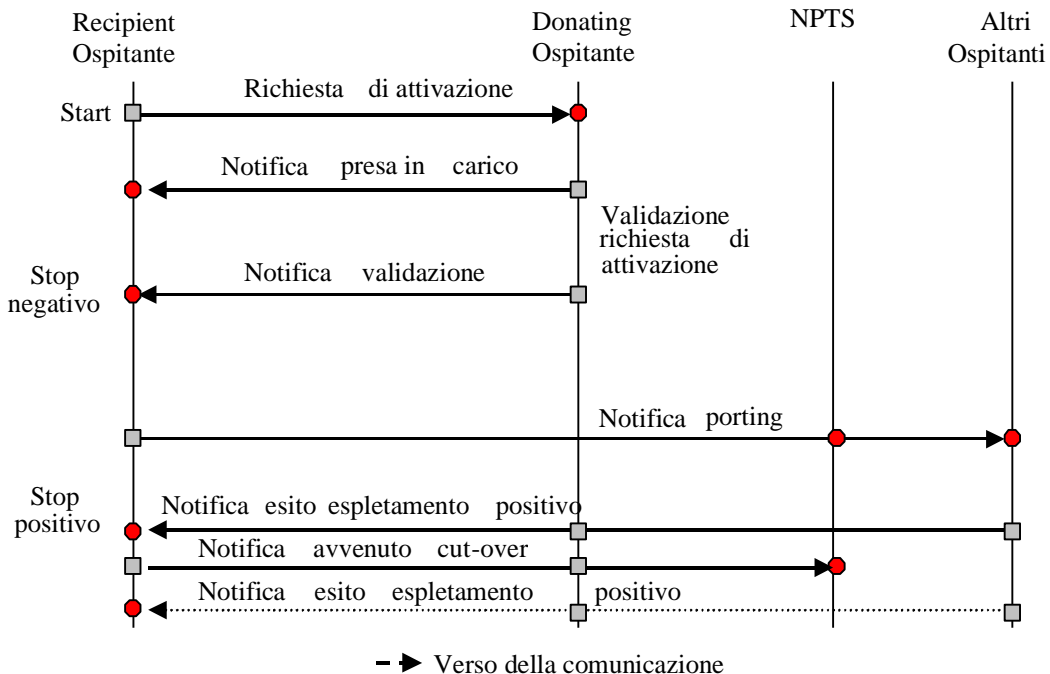 Recipient
Ospitante
Donating
Ospitante
NPTS
Altri
Ospitanti
Start
Richiesta di attivazione
Notifica presa in carico
Validazione
richiesta di
attivazione
Stop
negativo
Notifica validazione
Notifica porting
Stop
positivo
Notifica esito espletamento positivo
Notifica avvenuto cut-over
Notifica esito espletamento positivo
Verso della comunicazione